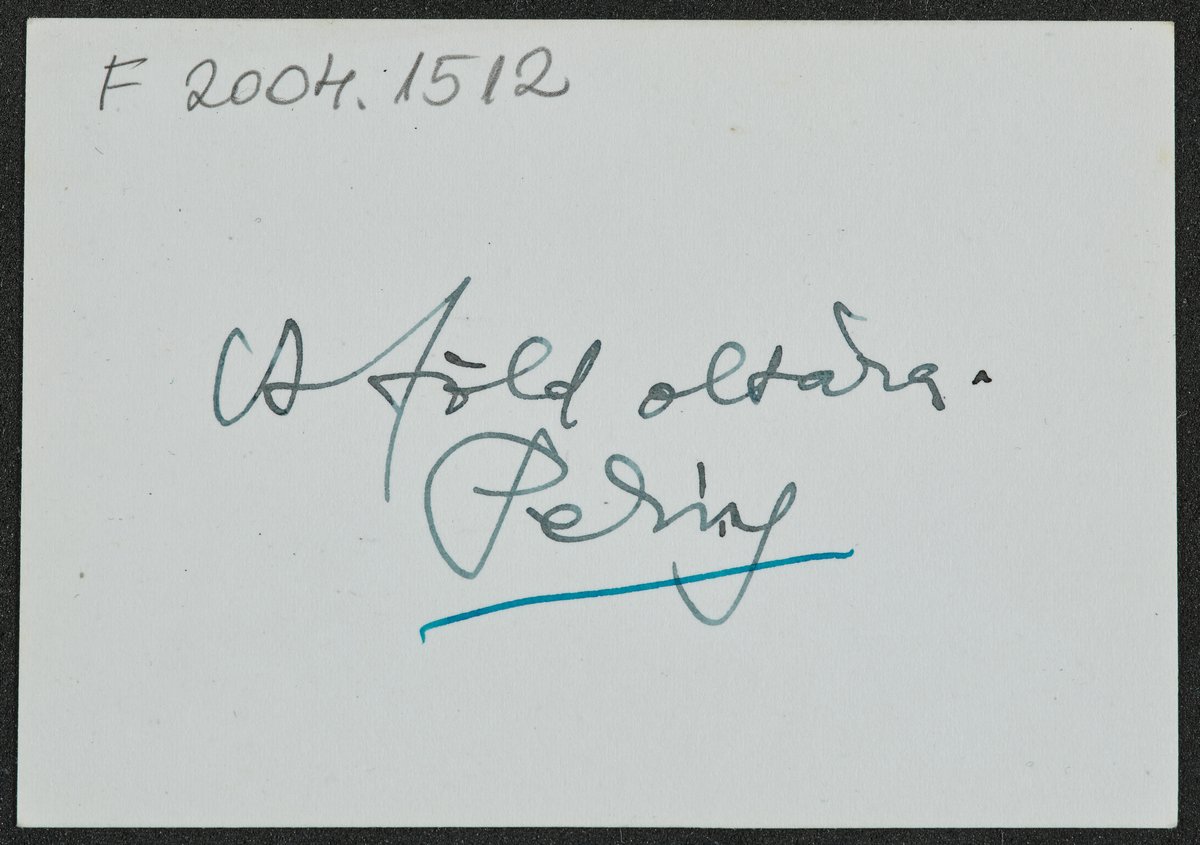 F 2004.1512
A föld oltára.
Peking